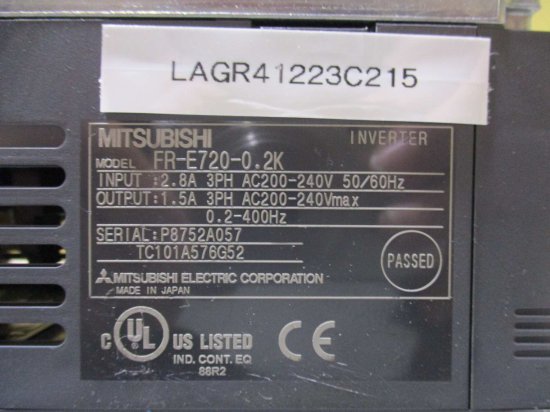 LAGR41223C215
MITSUBISHI INVERTER
MODEL FR-E720-0.2K
INPUT :2.8A 3PH AC200-240V 50/60Hz
OUTPUT:1.5A 3PH AC200-240Vmax
0.2-400Hz
SERIAL:P8752A057
TC101A576G52
PASSED
MITSUBISHI ELECTRIC CORPORATION
MADE IN JAPAN
C UL US LISTED CE
IND. CONT. EQ
88R2